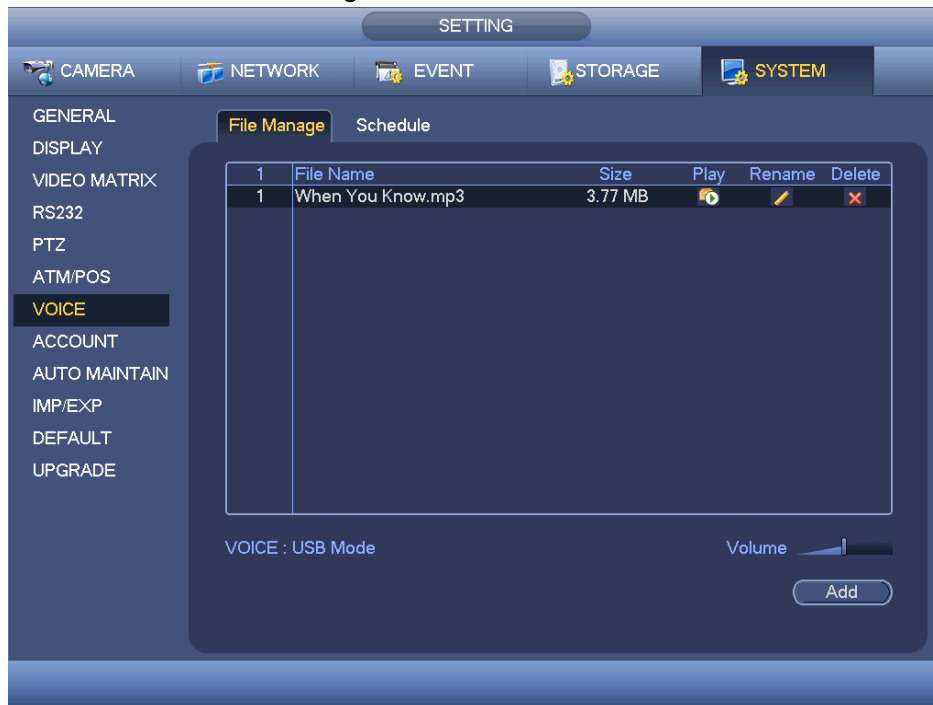 SETTING
CAMERA NETWORK EVENT STORAGE SYSTEM
GENERAL
DISPLAY
VIDEO MATRIX
RS232
PTZ
ATM/POS
VOICE
ACCOUNT
AUTO MAINTAIN
IMP/EXP
DEFAULT
UPGRADE
File Manage Schedule
1 File Name Size Play Rename Delete
1 When You Know.mp3 3.77 MB
VOICE : USB Mode Volume
Add